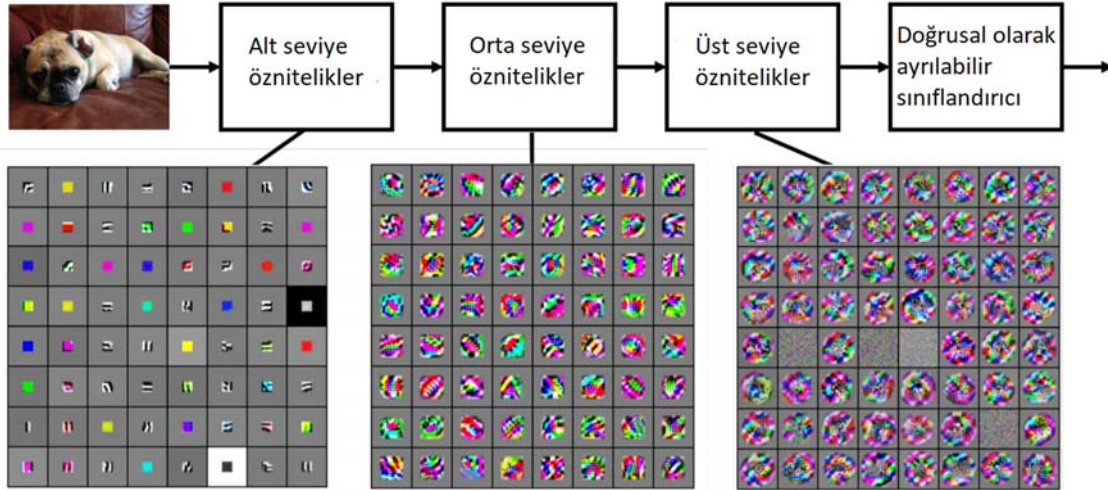 Alt seviye
öznitelikler
Orta seviye
öznitelikler
Üst seviye
öznitelikler
Doğrusal olarak
ayrılabilir
sınıflandırıcı